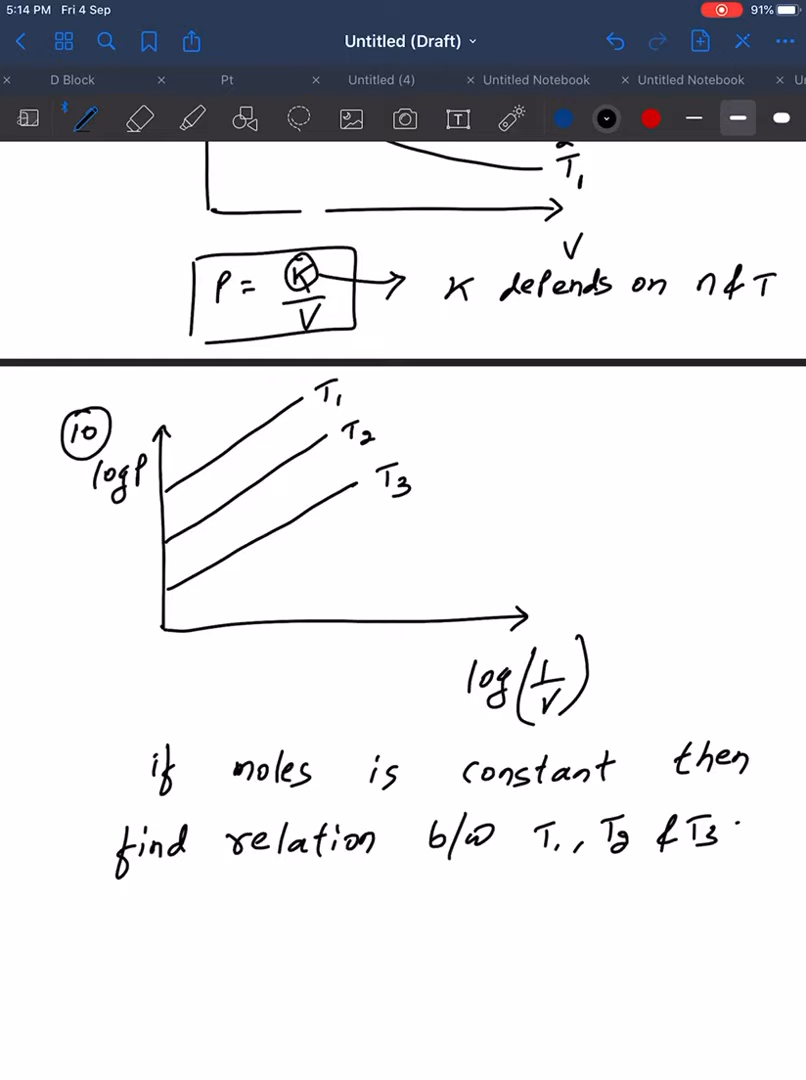 5:14 PM Fri 4 Sep 91%
Untitled (Draft)
D Block Pt Untitled (4) Untitled Notebook Untitled Notebook
T
T₁
V
P = K/V → K depends on n & T
10
T₁
T₂
log P
T₃
log(1/V)
if moles is constant then
find relation b/w T₁, T₂ & T₃.